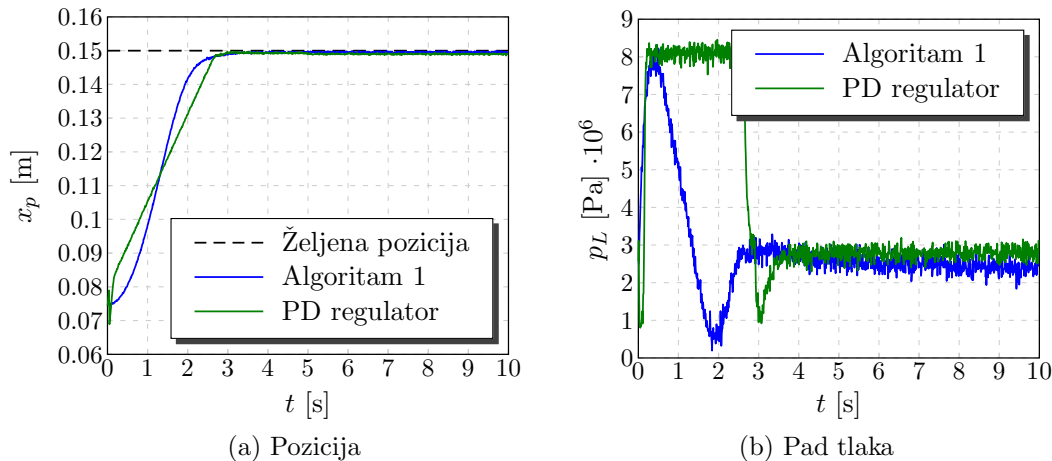 0.16
0.15
0.14
0.13
0.12
0.11
0.1
0.09
0.08
0.07
0.06
x_p [m]
Željena pozicija
Algoritam 1
PD regulator
0 1 2 3 4 5 6 7 8 9 10
t [s]
(a) Pozicija
9
8
7
6
5
4
3
2
1
0
p_L [Pa] ·10^6
Algoritam 1
PD regulator
0 1 2 3 4 5 6 7 8 9 10
t [s]
(b) Pad tlaka